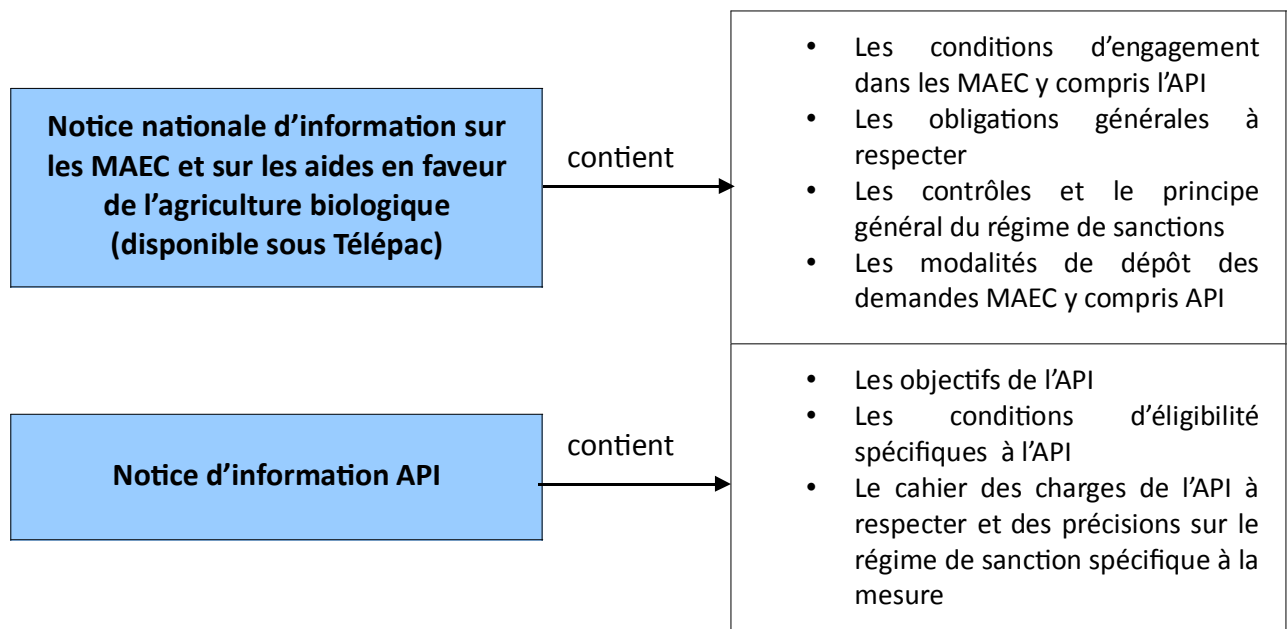 Notice nationale d’information sur
les MAEC et sur les aides en faveur
de l’agriculture biologique
(disponible sous Télépac)
contient
• Les conditions d’engagement
dans les MAEC y compris l’API
• Les obligations générales à
respecter
• Les contrôles et le principe
général du régime de sanctions
• Les modalités de dépôt des
demandes MAEC y compris API
Notice d’information API
contient
• Les objectifs de l’API
• Les conditions d’éligibilité
spécifiques à l’API
• Le cahier des charges de l’API à
respecter et des précisions sur le
régime de sanction spécifique à la
mesure